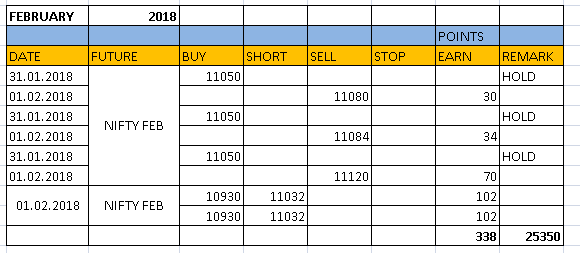 FEBRUARY 2018
POINTS
DATE FUTURE BUY SHORT SELL STOP EARN REMARK
31.01.2018 11050 HOLD
01.02.2018 11080 30
31.01.2018 11050 HOLD
NIFTY FEB
01.02.2018 11084 34
31.01.2018 11050 HOLD
01.02.2018 11120 70
01.02.2018 NIFTY FEB 10930 11032 102
10930 11032 102
338 25350